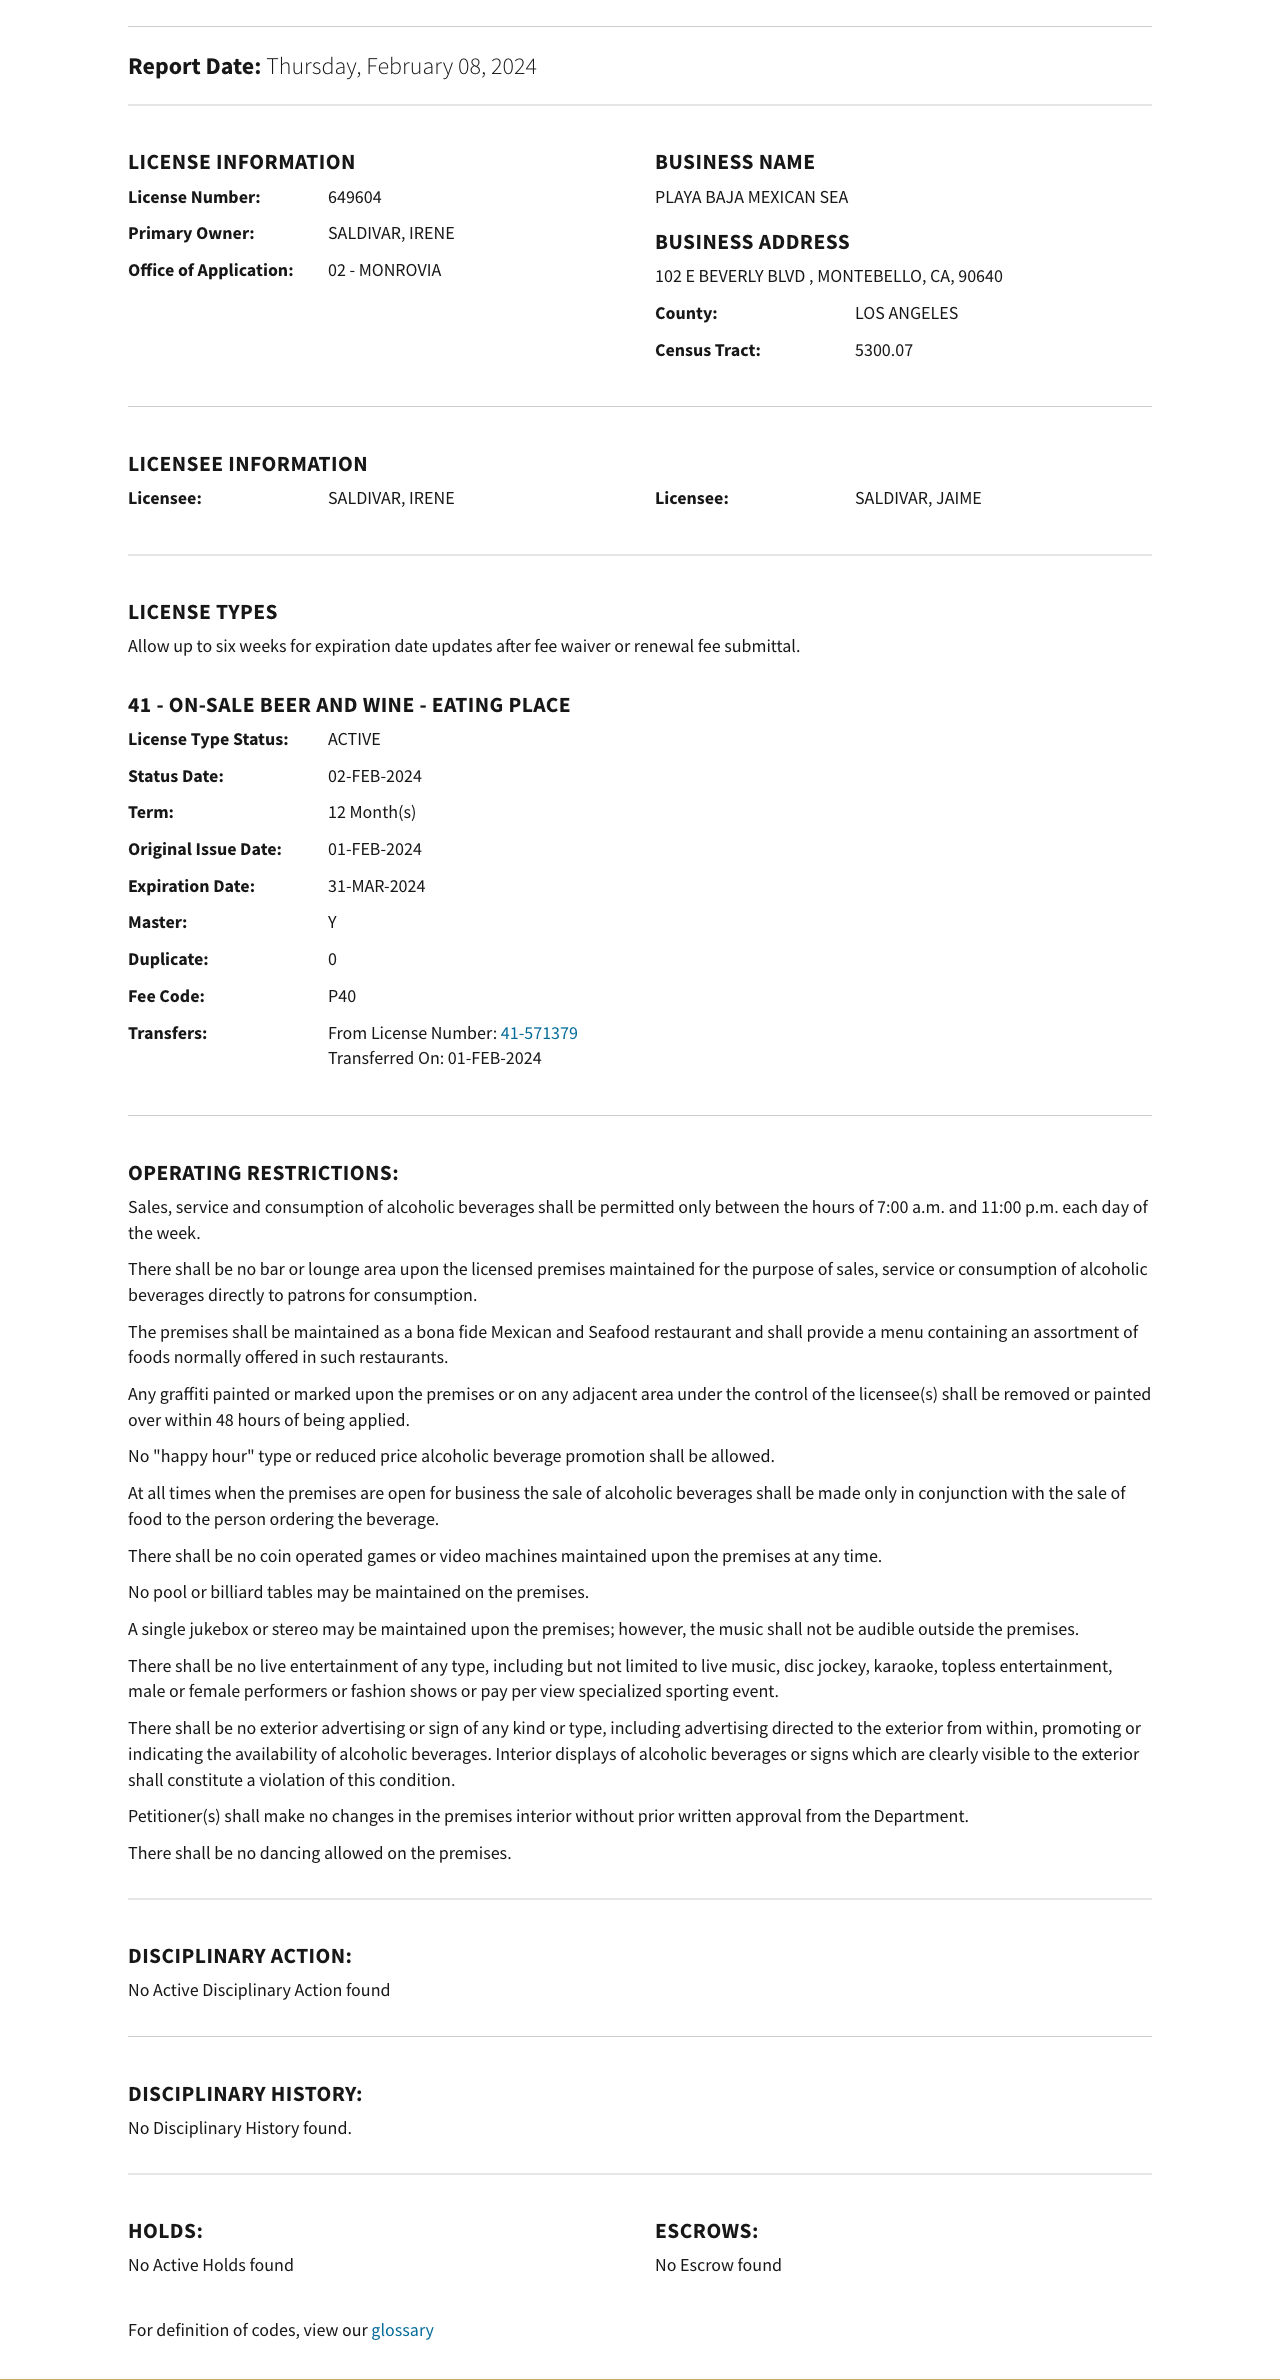 Report Date: Thursday, February 08, 2024
LICENSE INFORMATION
License Number: 649604
Primary Owner: SALDIVAR, IRENE
Office of Application: 02 - MONROVIA
BUSINESS NAME
PLAYA BAJA MEXICAN SEA
BUSINESS ADDRESS
102 E BEVERLY BLVD , MONTEBELLO, CA, 90640
County: LOS ANGELES
Census Tract: 5300.07
LICENSEE INFORMATION
Licensee: SALDIVAR, IRENE
Licensee: SALDIVAR, JAIME
LICENSE TYPES
Allow up to six weeks for expiration date updates after fee waiver or renewal fee submittal.
41 - ON-SALE BEER AND WINE - EATING PLACE
License Type Status: ACTIVE
Status Date: 02-FEB-2024
Term: 12 Month(s)
Original Issue Date: 01-FEB-2024
Expiration Date: 31-MAR-2024
Master: Y
Duplicate: 0
Fee Code: P40
Transfers: From License Number: 41-571379
Transferred On: 01-FEB-2024
OPERATING RESTRICTIONS:
Sales, service and consumption of alcoholic beverages shall be permitted only between the hours of 7:00 a.m. and 11:00 p.m. each day of
the week.
There shall be no bar or lounge area upon the licensed premises maintained for the purpose of sales, service or consumption of alcoholic
beverages directly to patrons for consumption.
The premises shall be maintained as a bona fide Mexican and Seafood restaurant and shall provide a menu containing an assortment of
foods normally offered in such restaurants.
Any graffiti painted or marked upon the premises or on any adjacent area under the control of the licensee(s) shall be removed or painted
over within 48 hours of being applied.
No "happy hour" type or reduced price alcoholic beverage promotion shall be allowed.
At all times when the premises are open for business the sale of alcoholic beverages shall be made only in conjunction with the sale of
food to the person ordering the beverage.
There shall be no coin operated games or video machines maintained upon the premises at any time.
No pool or billiard tables may be maintained on the premises.
A single jukebox or stereo may be maintained upon the premises; however, the music shall not be audible outside the premises.
There shall be no live entertainment of any type, including but not limited to live music, disc jockey, karaoke, topless entertainment,
male or female performers or fashion shows or pay per view specialized sporting event.
There shall be no exterior advertising or sign of any kind or type, including advertising directed to the exterior from within, promoting or
indicating the availability of alcoholic beverages. Interior displays of alcoholic beverages or signs which are clearly visible to the exterior
shall constitute a violation of this condition.
Petitioner(s) shall make no changes in the premises interior without prior written approval from the Department.
There shall be no dancing allowed on the premises.
DISCIPLINARY ACTION:
No Active Disciplinary Action found
DISCIPLINARY HISTORY:
No Disciplinary History found.
HOLDS:
No Active Holds found
ESCROWS:
No Escrow found
For definition of codes, view our glossary